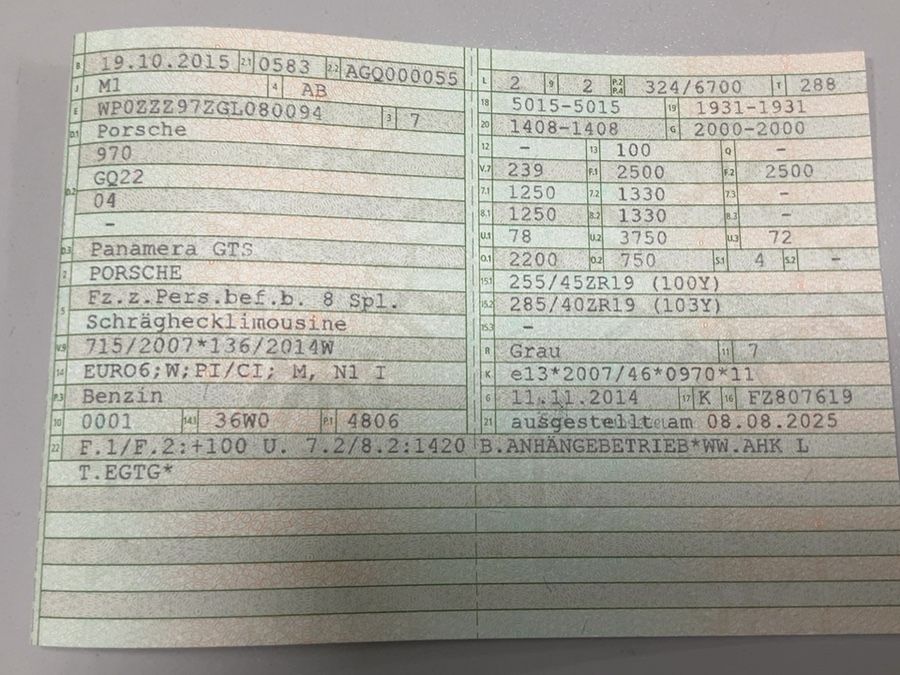 B 19.10.2015 2.1 0583 2.2 AGQ000055
J M1 4 AB
E WP0ZZZ97ZGL080094 3 7
D.1 Porsche
970
D.2 GQ22
04
–
D.3 Panamera GTS
2 PORSCHE
5 Fz.z.Pers.bef.b. 8 Spl.
Schräghecklimousine
V.9 715/2007*136/2014W
14 EURO6;W;PI/CI; M, N1 I
P.3 Benzin
10 0001 14.1 36W0 P.1 4806
L 2 9 2 P.2 P.4 324/6700 T 288
18 5015-5015 19 1931-1931
20 1408-1408 G 2000-2000
12 – 13 100 Q –
V.7 239 F.1 2500 F.2 2500
7.1 1250 7.2 1330 7.3 –
8.1 1250 8.2 1330 8.3 –
U.1 78 U.2 3750 U.3 72
O.1 2200 O.2 750 S.1 4 S.2 –
15.1 255/45ZR19 (100Y)
15.2 285/40ZR19 (103Y)
15.3 –
R Grau 11 7
K e13*2007/46*0970*11
6 11.11.2014 17 K 16 FZ807619
21 ausgestellt am 08.08.2025
22 F.1/F.2:+100 U. 7.2/8.2:1420 B.ANHÄNGEBETRIEB*WW.AHK L
T.EGTG*